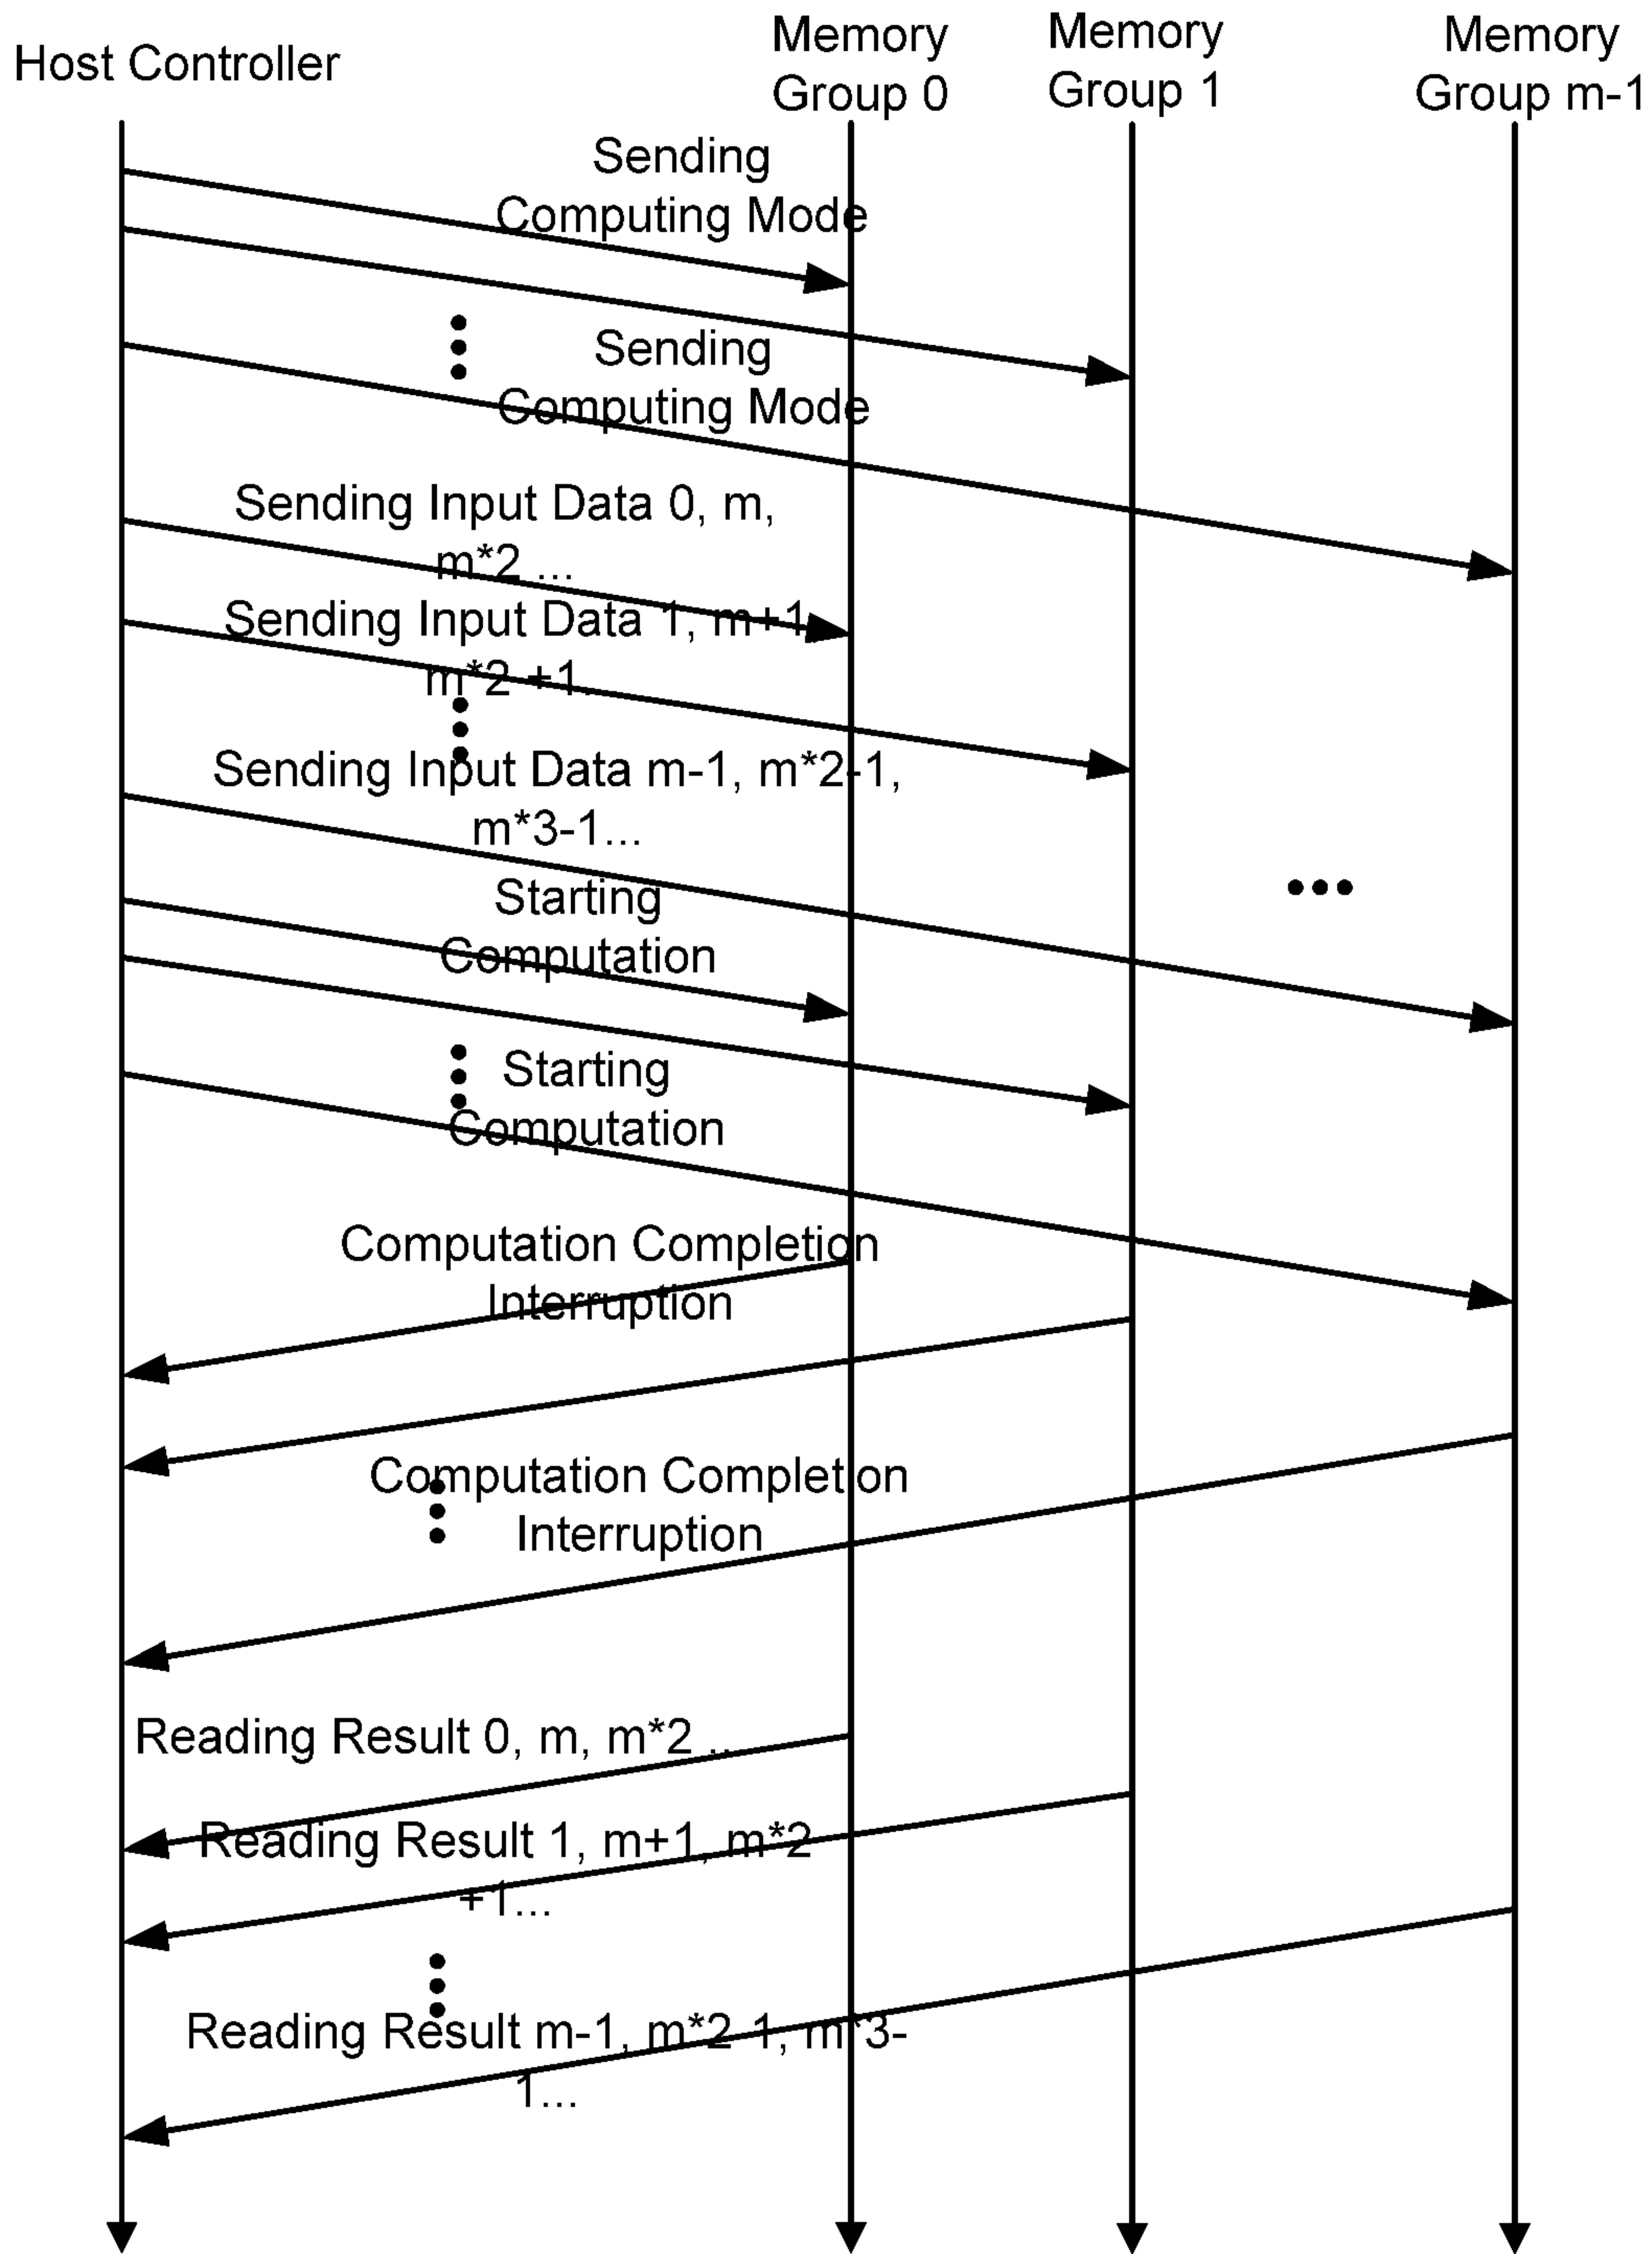 Host Controller
Memory
Group 0
Memory
Group 1
Memory
Group m-1
Sending
Computing Mode
Sending
Computing Mode
Sending Input Data 0, m,
m*2 ...
Sending Input Data 1, m+1
m*2 +1.
Sending Input Data m-1, m*2-1,
m*3-1...
Starting
Computation
Starting
Computation
Computation Completion
Interruption
Computation Completion
Interruption
Reading Result 0, m, m*2 ...
Reading Result 1, m+1, m*2
+1...
Reading Result m-1, m*2-1, m*3-
1...